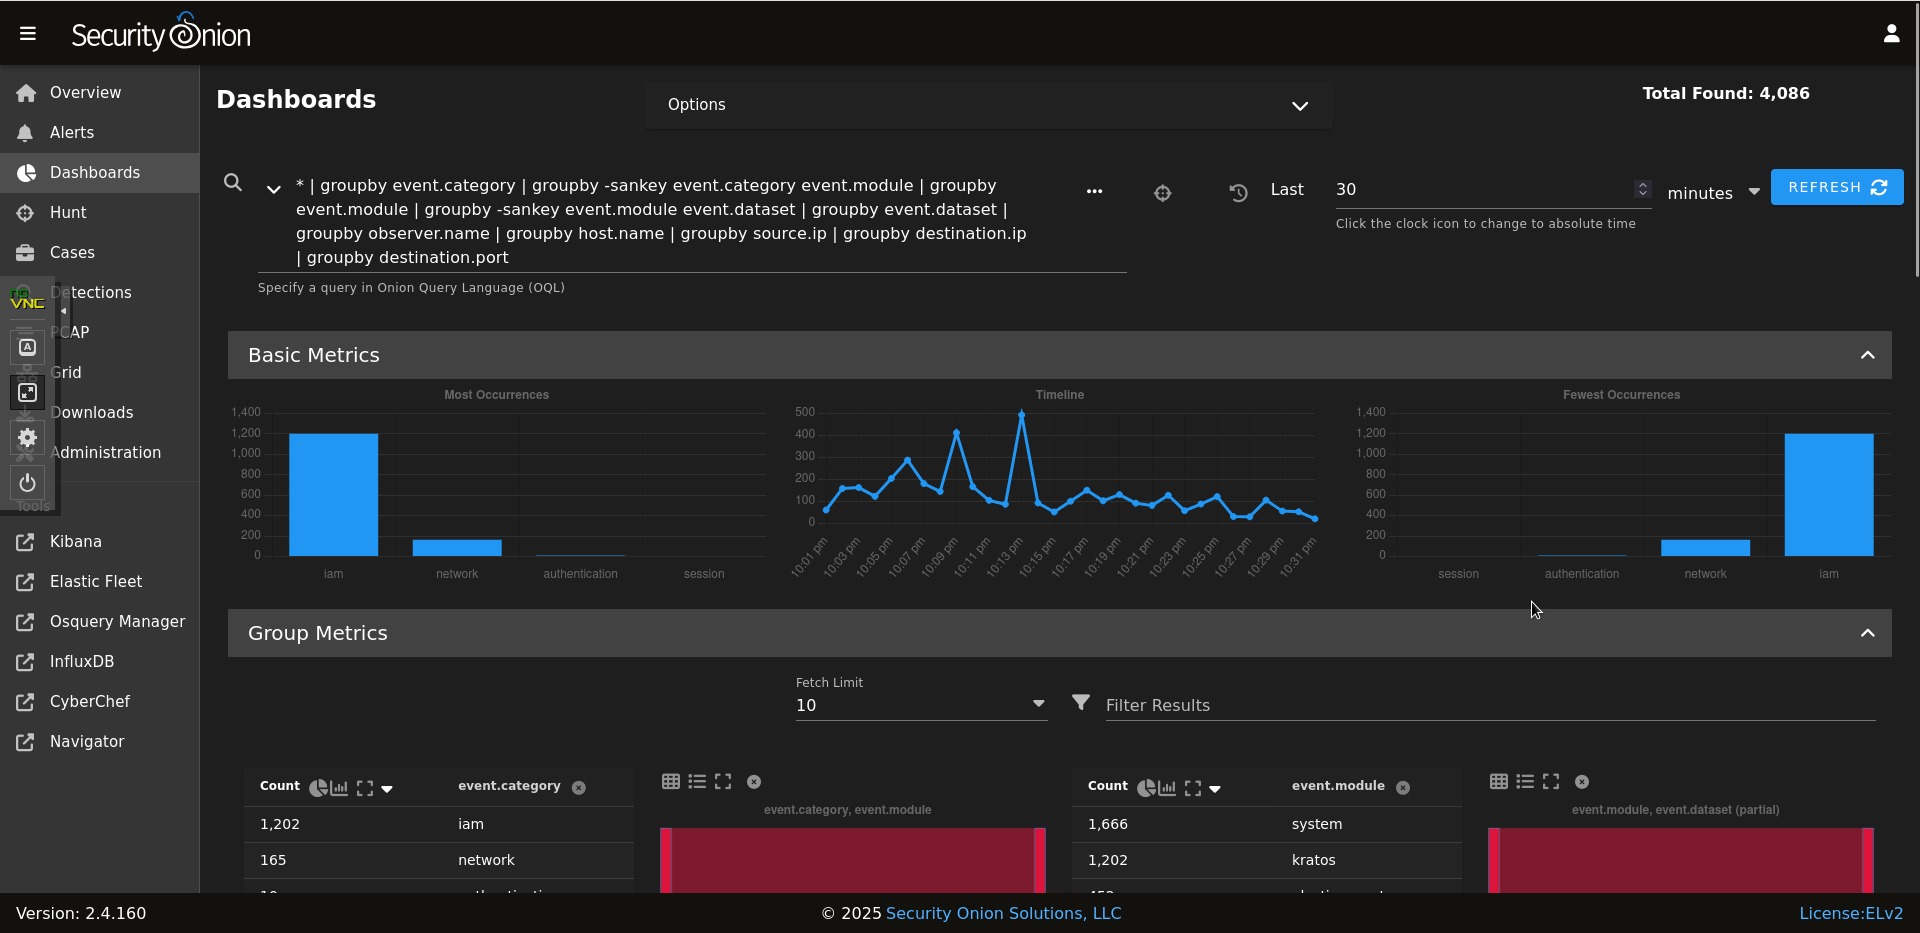 Security Onion
Overview
Alerts
Dashboards
Hunt
Cases
Detections
PCAP
Grid
Downloads
Administration
Tools
Kibana
Elastic Fleet
Osquery Manager
InfluxDB
CyberChef
Navigator
no
VNC
A
Dashboards
Options
Total Found: 4,086
* | groupby event.category | groupby -sankey event.category event.module | groupby
event.module | groupby -sankey event.module event.dataset | groupby event.dataset |
groupby observer.name | groupby host.name | groupby source.ip | groupby destination.ip
| groupby destination.port
Specify a query in Onion Query Language (OQL)
Last
30
minutes
Click the clock icon to change to absolute time
REFRESH
Basic Metrics
Most Occurrences
1,400
1,200
1,000
800
600
400
200
0
iam network authentication session
Timeline
500
400
300
200
100
0
10:01 pm 10:03 pm 10:05 pm 10:07 pm 10:09 pm 10:11 pm 10:13 pm 10:15 pm 10:17 pm 10:19 pm 10:21 pm 10:23 pm 10:25 pm 10:27 pm 10:29 pm 10:31 pm
Fewest Occurrences
1,400
1,200
1,000
800
600
400
200
0
session authentication network iam
Group Metrics
Fetch Limit
10
Filter Results
Count event.category
1,202 iam
165 network
event.category, event.module
Count event.module
1,666 system
1,202 kratos
event.module, event.dataset (partial)
Version: 2.4.160
© 2025 Security Onion Solutions, LLC
License:ELv2